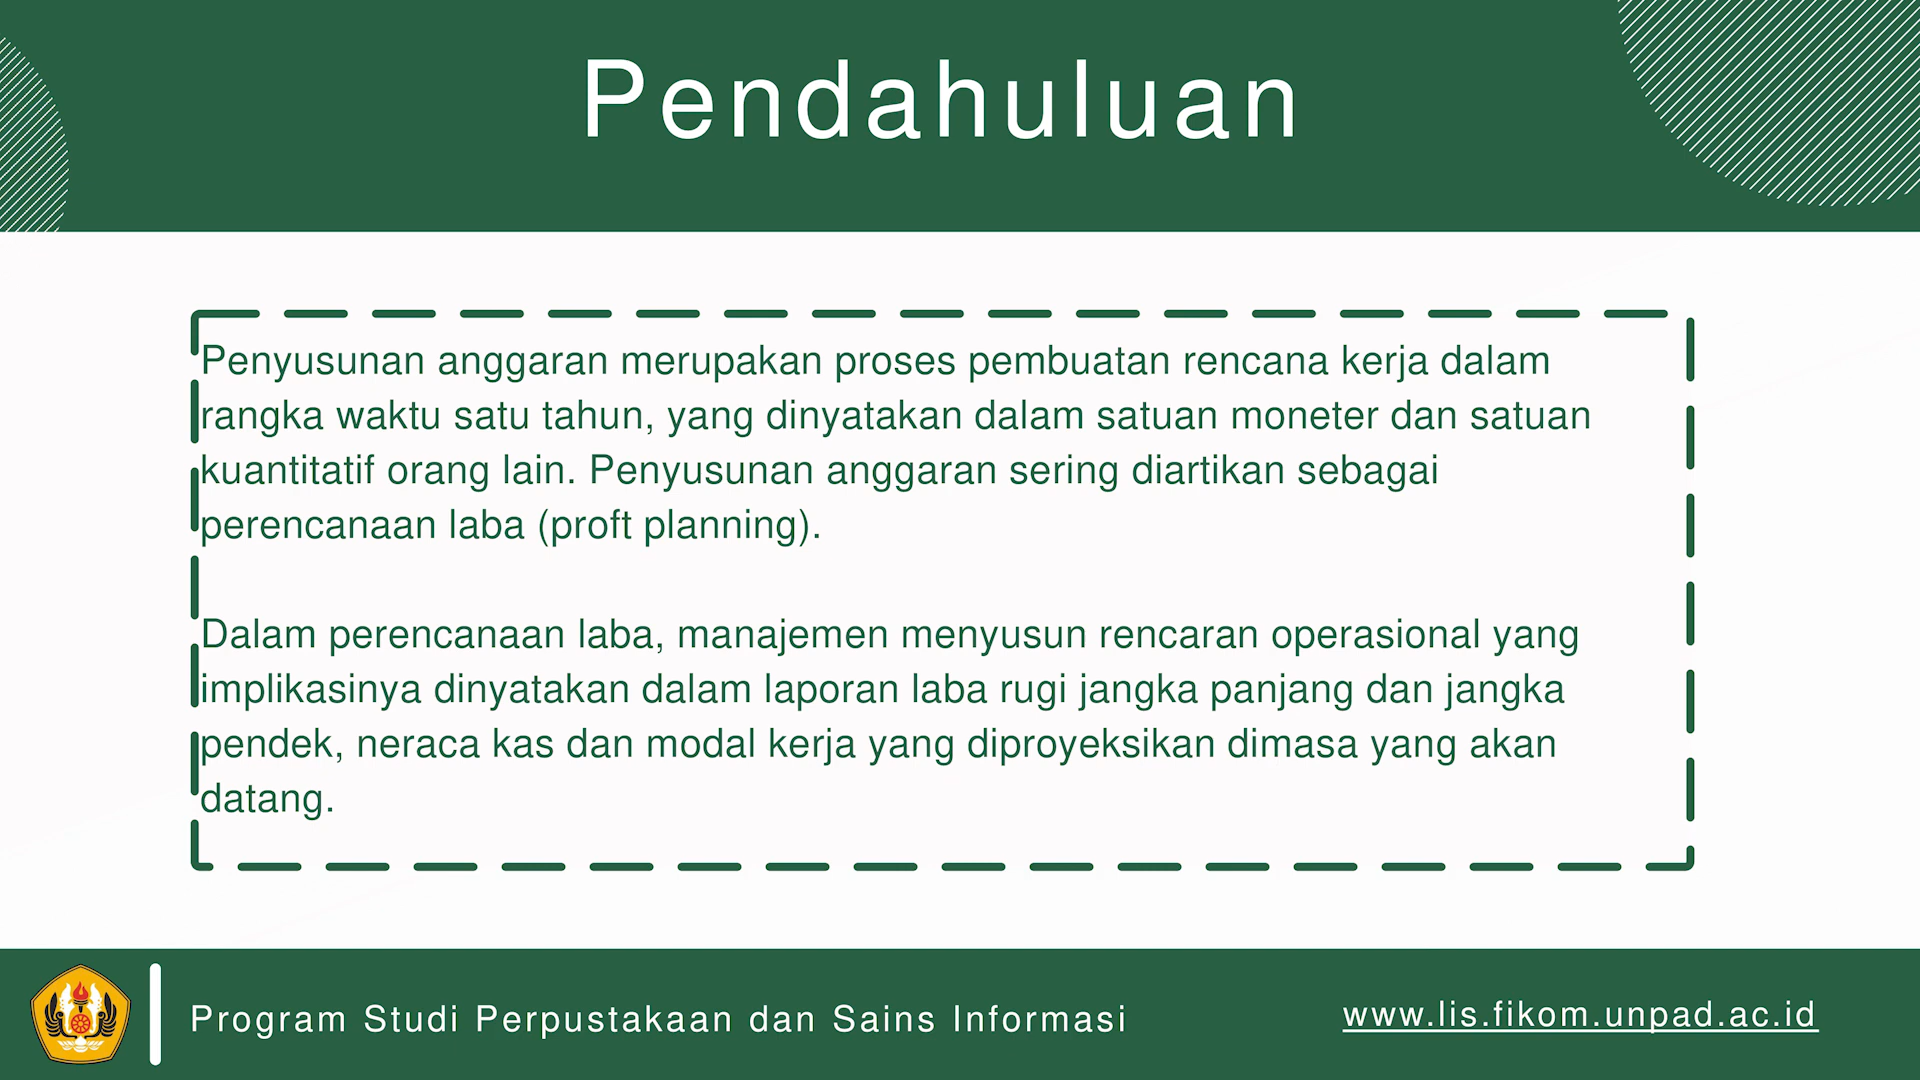 Pendahuluan
Penyusunan anggaran merupakan proses pembuatan rencana kerja dalam
rangka waktu satu tahun, yang dinyatakan dalam satuan moneter dan satuan
kuantitatif orang lain. Penyusunan anggaran sering diartikan sebagai
perencanaan laba (proft planning).
Dalam perencanaan laba, manajemen menyusun rencaran operasional yang
implikasinya dinyatakan dalam laporan laba rugi jangka panjang dan jangka
pendek, neraca kas dan modal kerja yang diproyeksikan dimasa yang akan
datang.
Program Studi Perpustakaan dan Sains Informasi
www.lis.fikom.unpad.ac.id